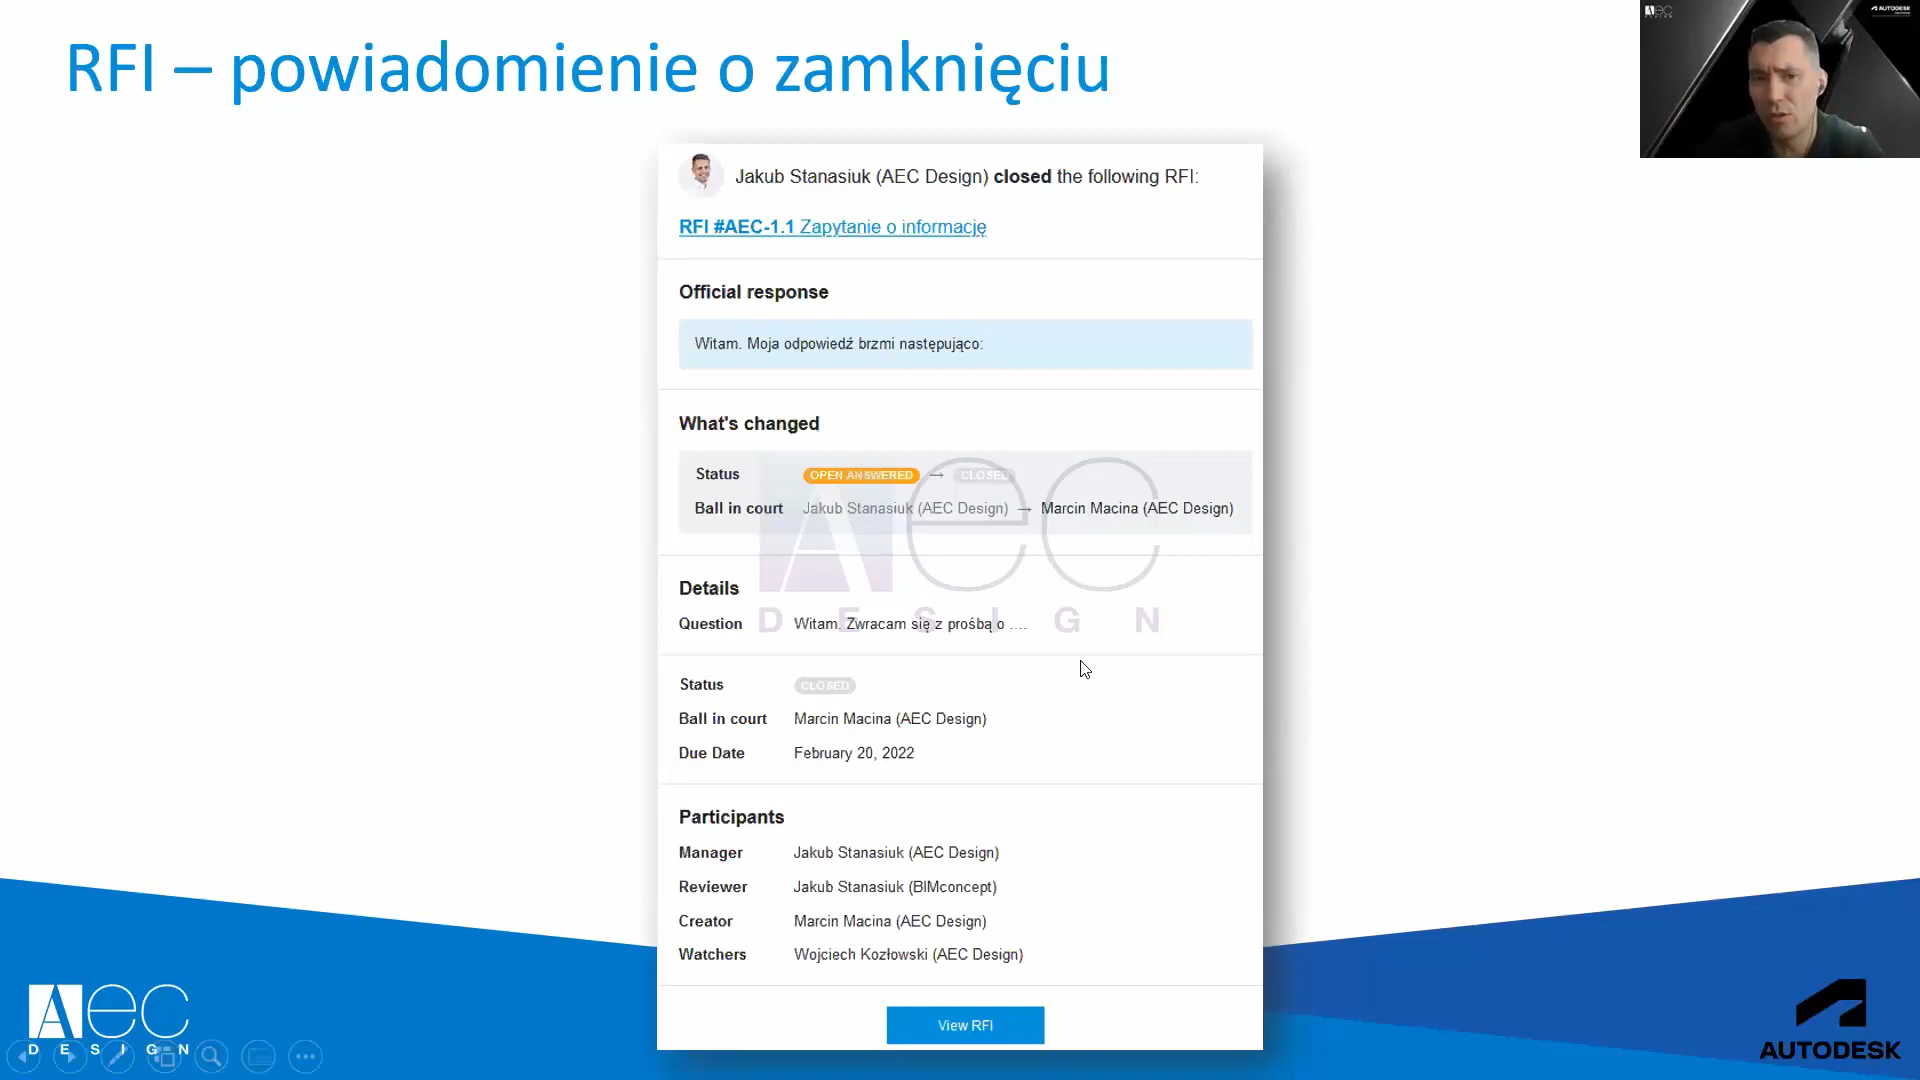 RFI – powiadomienie o zamknięciu
AEC
AUTODESK
Jakub Stanasiuk (AEC Design) closed the following RFI:
RFI #AEC-1.1 Zapytanie o informację
Official response
Witam. Moja odpowiedź brzmi następująco:
What's changed
Status OPEN ANSWERED → CLOSED
Ball in court Jakub Stanasiuk (AEC Design) → Marcin Macina (AEC Design)
Aec
DESIGN
Details
Question Witam. Zwracam się z prośbą o ....
Status CLOSED
Ball in court Marcin Macina (AEC Design)
Due Date February 20, 2022
Participants
Manager Jakub Stanasiuk (AEC Design)
Reviewer Jakub Stanasiuk (BIMconcept)
Creator Marcin Macina (AEC Design)
Watchers Wojciech Kozłowski (AEC Design)
View RFI
Aec
DESIGN
AUTODESK